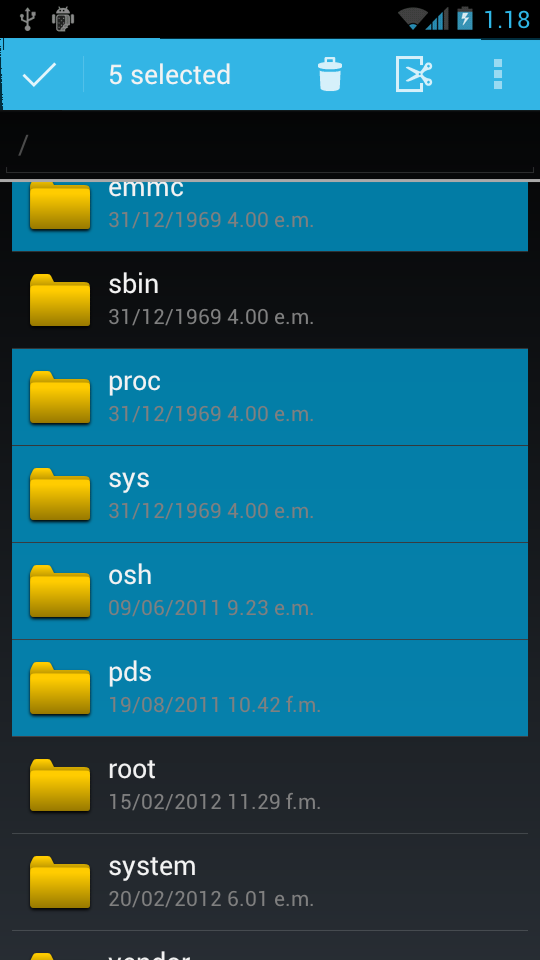 1.18
5 selected
/
emmc
31/12/1969 4.00 e.m.
sbin
31/12/1969 4.00 e.m.
proc
31/12/1969 4.00 e.m.
sys
31/12/1969 4.00 e.m.
osh
09/06/2011 9.23 e.m.
pds
19/08/2011 10.42 f.m.
root
15/02/2012 11.29 f.m.
system
20/02/2012 6.01 e.m.
vendor